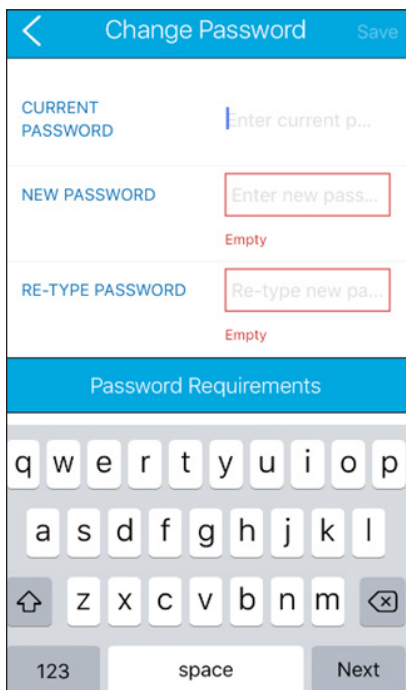 Change Password Save
CURRENT
PASSWORD
Enter current p...
NEW PASSWORD
Enter new pass...
Empty
RE-TYPE PASSWORD
Re-type new pa...
Empty
Password Requirements
q w e r t y u i o p
a s d f g h j k l
z x c v b n m
123 space Next